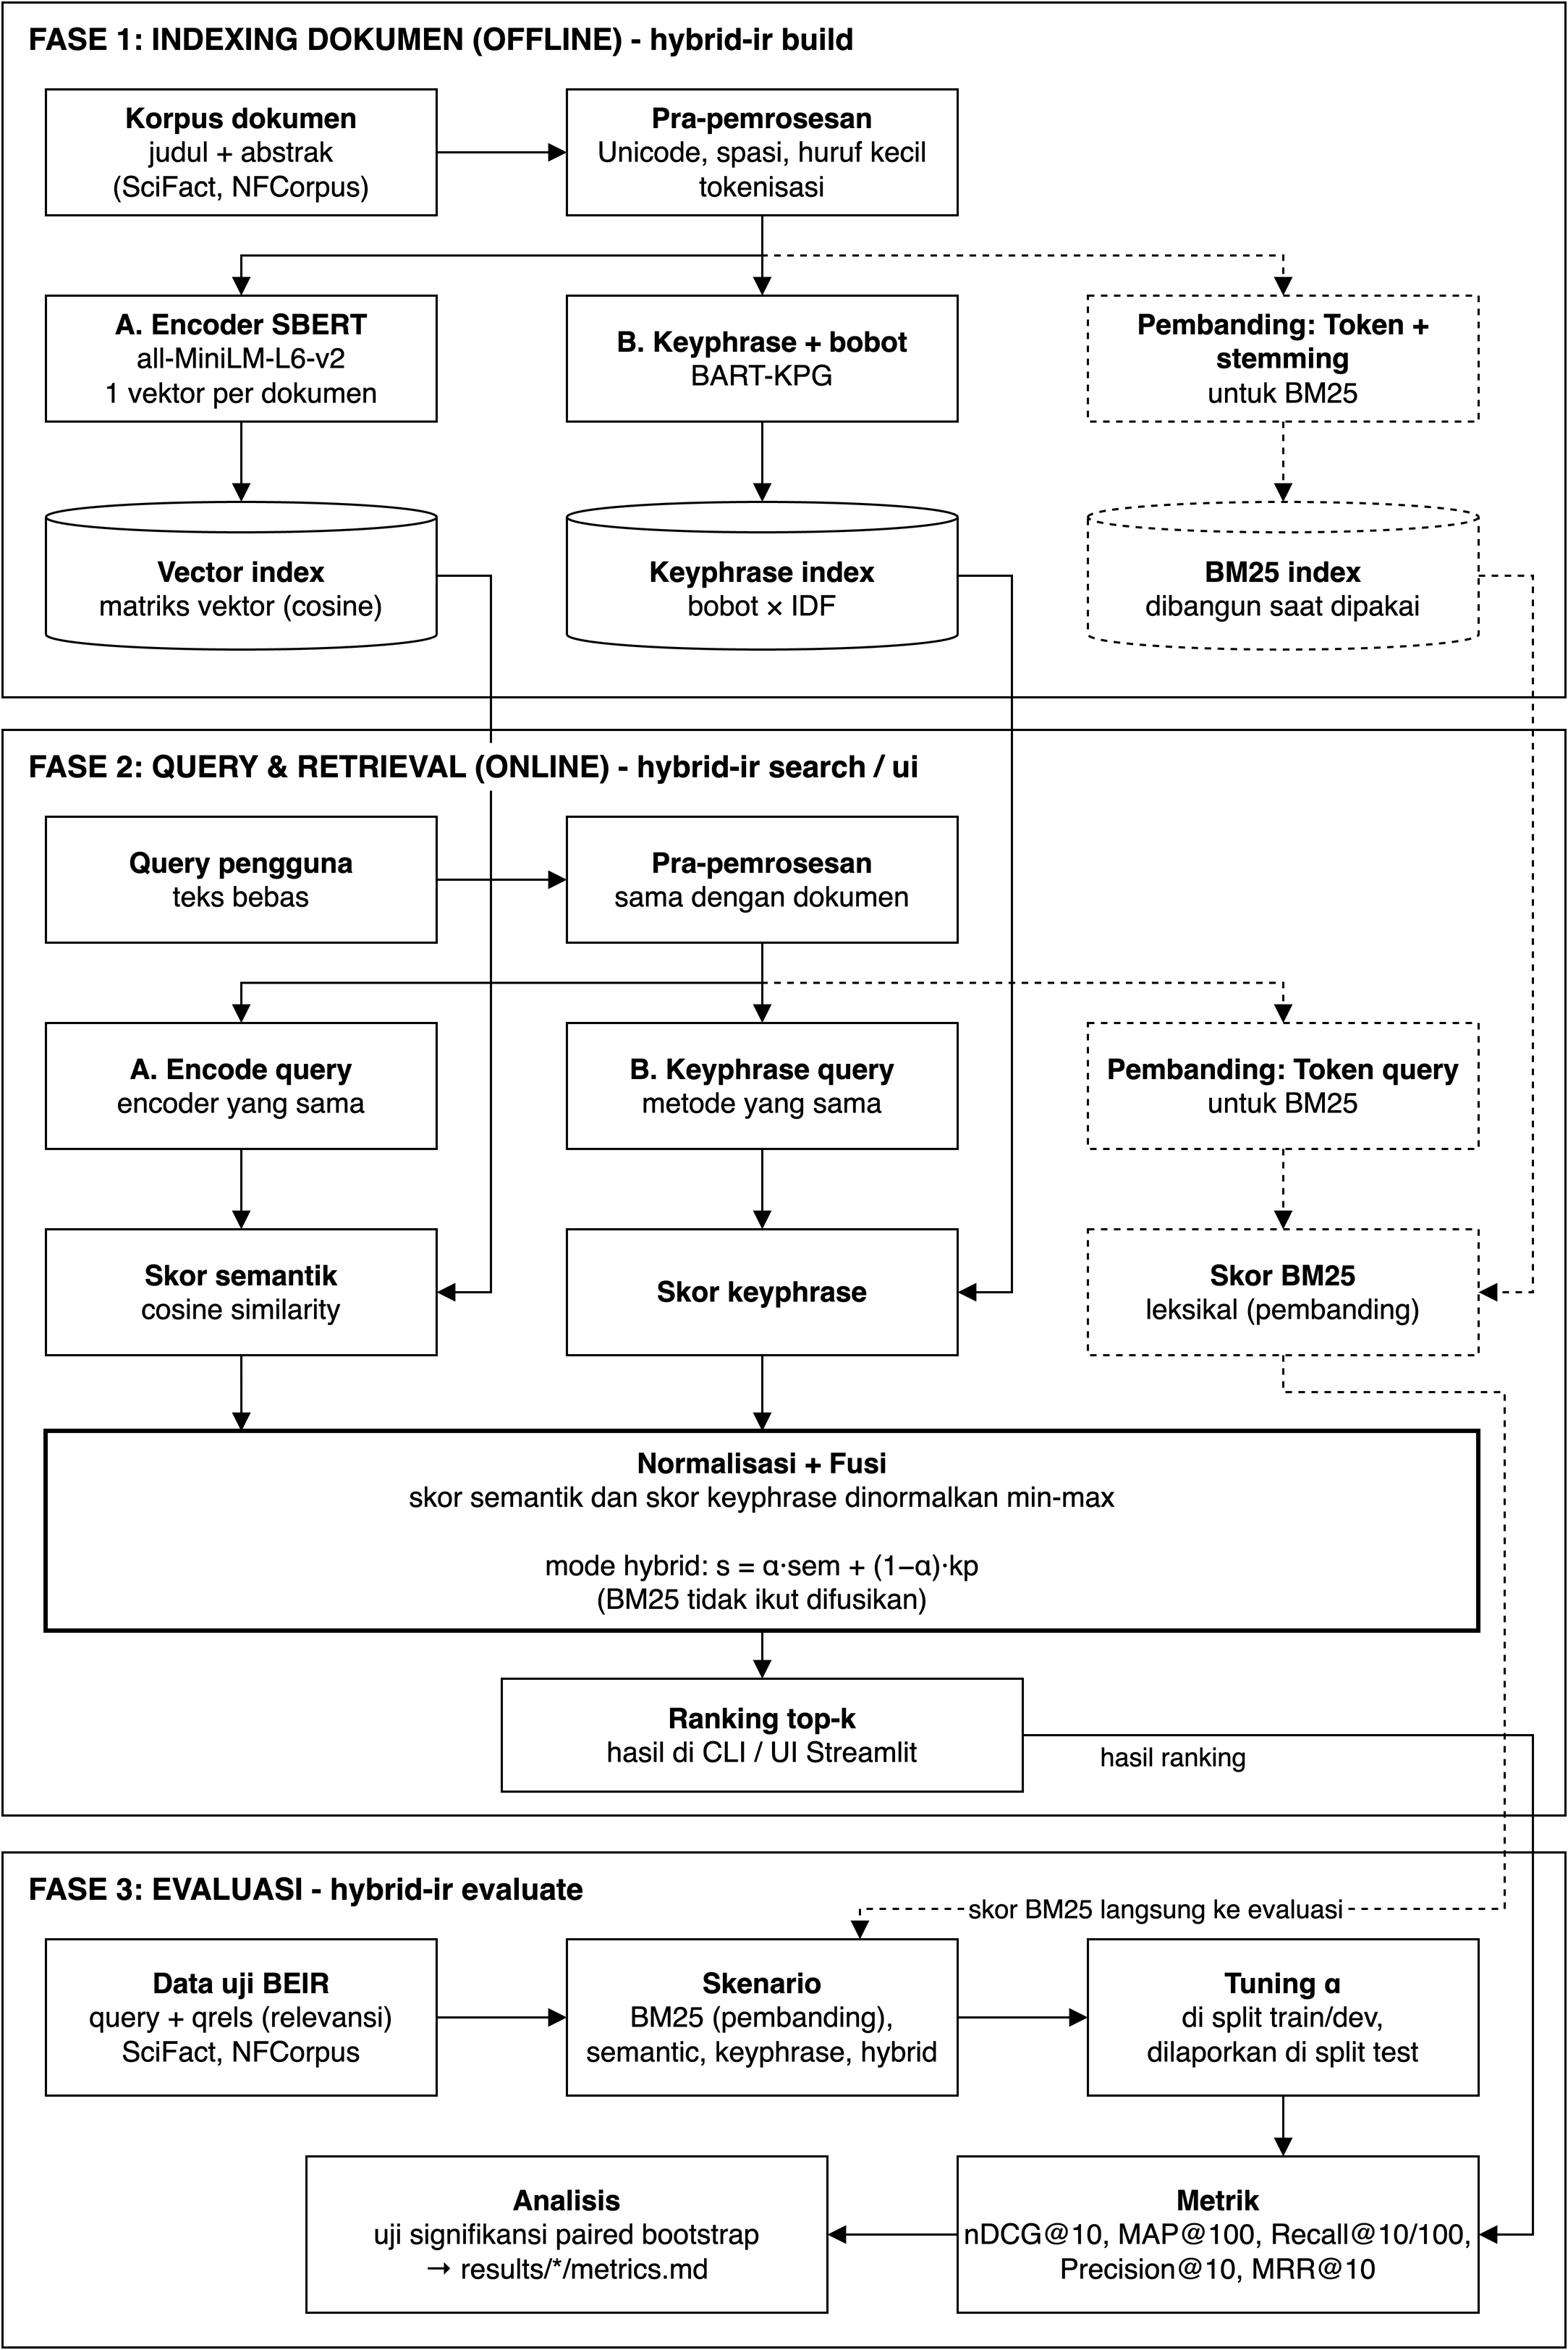 FASE 1: INDEXING DOKUMEN (OFFLINE) - hybrid-ir build
Korpus dokumen
judul + abstrak
(SciFact, NFCorpus)
Pra-pemrosesan
Unicode, spasi, huruf kecil
tokenisasi
A. Encoder SBERT
all-MiniLM-L6-v2
1 vektor per dokumen
B. Keyphrase + bobot
BART-KPG
Pembanding: Token +
stemming
untuk BM25
Vector index
matriks vektor (cosine)
Keyphrase index
bobot × IDF
BM25 index
dibangun saat dipakai
FASE 2: QUERY & RETRIEVAL (ONLINE) - hybrid-ir search / ui
Query pengguna
teks bebas
Pra-pemrosesan
sama dengan dokumen
A. Encode query
encoder yang sama
B. Keyphrase query
metode yang sama
Pembanding: Token query
untuk BM25
Skor semantik
cosine similarity
Skor keyphrase
Skor BM25
leksikal (pembanding)
Normalisasi + Fusi
skor semantik dan skor keyphrase dinormalkan min-max
mode hybrid: s = α·sem + (1−α)·kp
(BM25 tidak ikut difusikan)
Ranking top-k
hasil di CLI / UI Streamlit
hasil ranking
FASE 3: EVALUASI - hybrid-ir evaluate
skor BM25 langsung ke evaluasi
Data uji BEIR
query + qrels (relevansi)
SciFact, NFCorpus
Skenario
BM25 (pembanding),
semantic, keyphrase, hybrid
Tuning α
di split train/dev,
dilaporkan di split test
Analisis
uji signifikansi paired bootstrap
→ results/*/metrics.md
Metrik
nDCG@10, MAP@100, Recall@10/100,
Precision@10, MRR@10